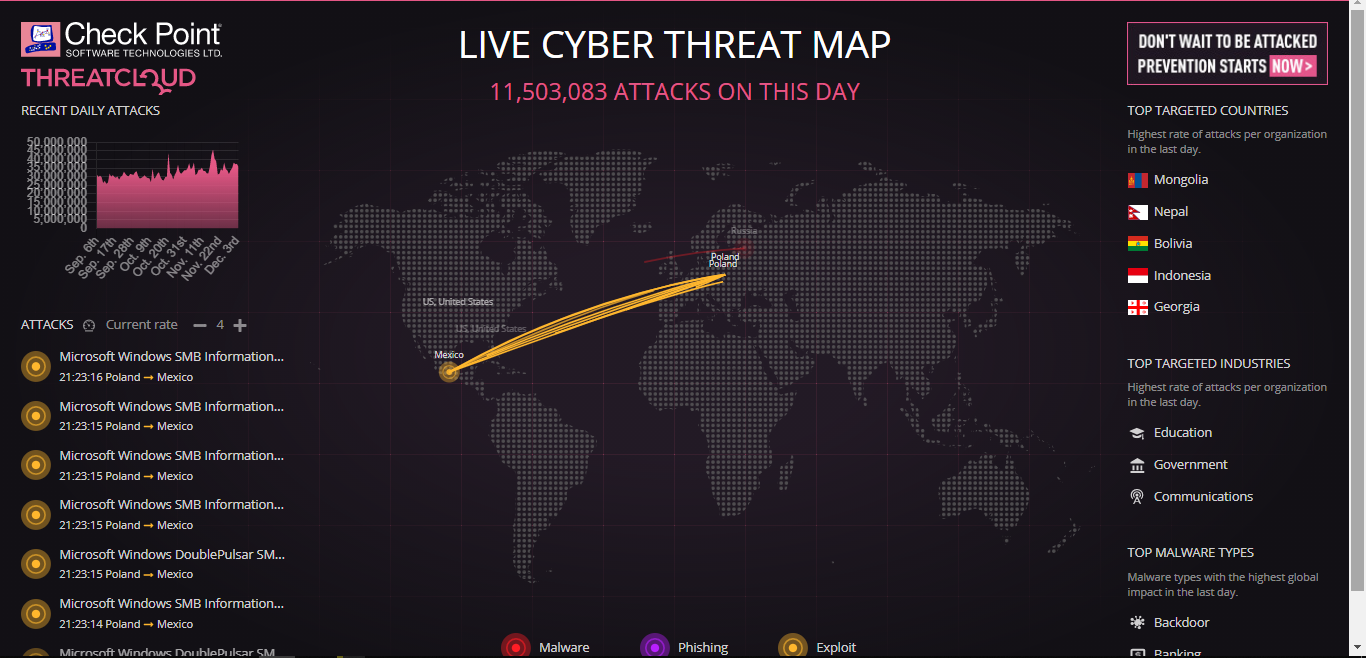 Check Point
SOFTWARE TECHNOLOGIES LTD.
THREATCLOUD
RECENT DAILY ATTACKS
50,000,000
45,000,000
40,000,000
35,000,000
30,000,000
25,000,000
20,000,000
15,000,000
10,000,000
5,000,000
0
Sep. 6th
Sep. 17th
Sep. 28th
Oct. 9th
Oct. 20th
Oct. 31st
Nov. 11th
Nov. 22nd
Dec. 3rd
ATTACKS Current rate — 4 +
Microsoft Windows SMB Information...
21:23:16 Poland → Mexico
Microsoft Windows SMB Information...
21:23:15 Poland → Mexico
Microsoft Windows SMB Information...
21:23:15 Poland → Mexico
Microsoft Windows SMB Information...
21:23:15 Poland → Mexico
Microsoft Windows DoublePulsar SM...
21:23:15 Poland → Mexico
Microsoft Windows SMB Information...
21:23:14 Poland → Mexico
Microsoft Windows DoublePulsar SM...
LIVE CYBER THREAT MAP
11,503,083 ATTACKS ON THIS DAY
Russia
Poland
Poland
US, United States
US, United States
Mexico
Malware
Phishing
Exploit
DON'T WAIT TO BE ATTACKED
PREVENTION STARTS NOW>
TOP TARGETED COUNTRIES
Highest rate of attacks per organization
in the last day.
Mongolia
Nepal
Bolivia
Indonesia
Georgia
TOP TARGETED INDUSTRIES
Highest rate of attacks per organization
in the last day.
Education
Government
Communications
TOP MALWARE TYPES
Malware types with the highest global
impact in the last day.
Backdoor
Banking